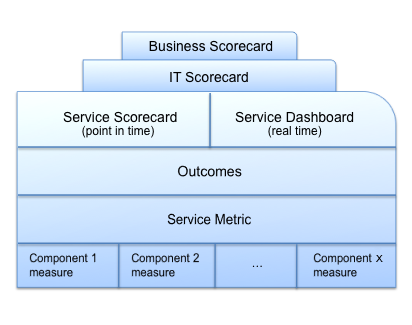 Business Scorecard
IT Scorecard
Service Scorecard
(point in time)
Service Dashboard
(real time)
Outcomes
Service Metric
Component 1
measure
Component 2
measure
...
Component x
measure